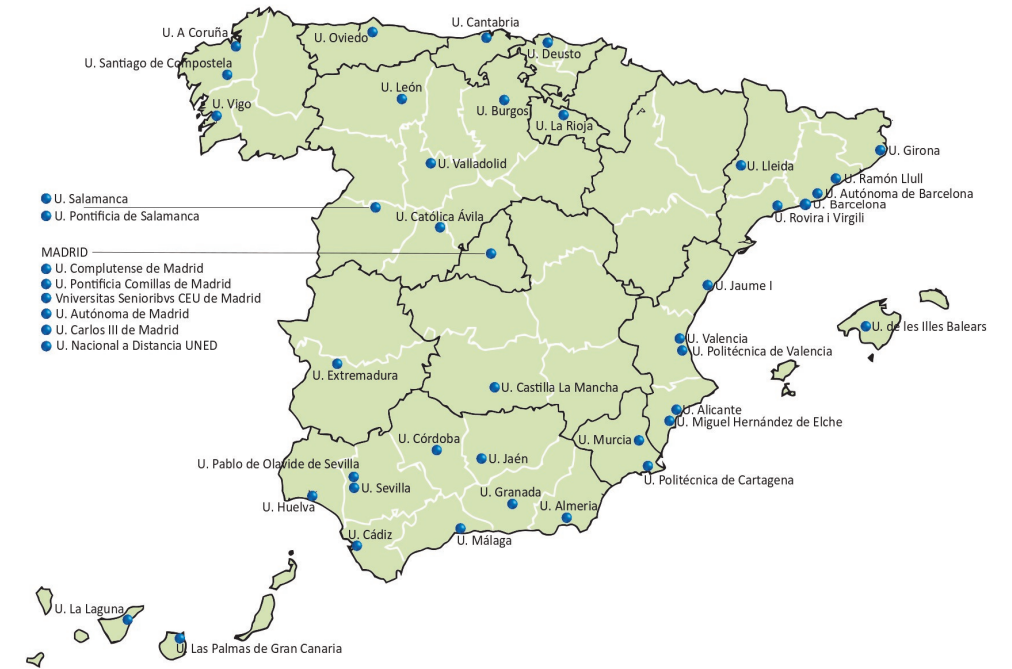 U. Cantabria
U. A Coruña
U. Oviedo
U. Deusto
U. Santiago de Compostela
U. León
U. Vigo
U. Burgos
U. La Rioja
U. Girona
U. Valladolid
U. Lleida
U. Ramón Llull
U. Autónoma de Barcelona
U. Salamanca
U. Barcelona
U. Pontificia de Salamanca
U. Católica Ávila
U. Rovira i Virgili
MADRID
U. Complutense de Madrid
U. Pontificia Comillas de Madrid
Vniversitas Senioribvs CEU de Madrid
U. Autónoma de Madrid
U. Carlos III de Madrid
U. Nacional a Distancia UNED
U. Jaume I
U. de les Illes Balears
U. Valencia
U. Politécnica de Valencia
U. Extremadura
U. Castilla La Mancha
U. Alicante
U. Miguel Hernández de Elche
U. Córdoba
U. Murcia
U. Jaén
U. Pablo de Olavide de Sevilla
U. Politécnica de Cartagena
U. Sevilla
U. Granada
U. Huelva
U. Almeria
U. Cádiz
U. Málaga
U. La Laguna
U. Las Palmas de Gran Canaria